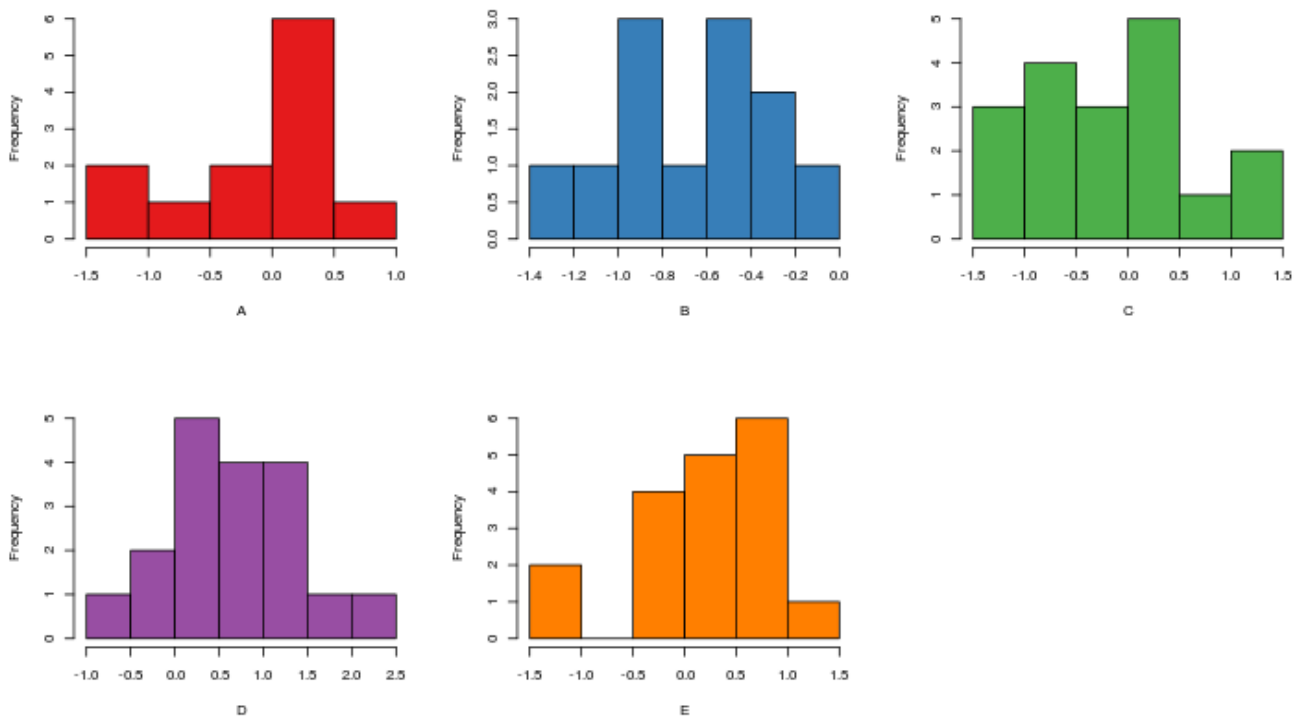 Frequency
0 1 2 3 4 5 6
-1.5 -1.0 -0.5 0.0 0.5 1.0
A
Frequency
0.0 0.5 1.0 1.5 2.0 2.5 3.0
-1.4 -1.2 -1.0 -0.8 -0.6 -0.4 -0.2 0.0
B
Frequency
0 1 2 3 4 5
-1.5 -1.0 -0.5 0.0 0.5 1.0 1.5
C
Frequency
0 1 2 3 4 5
-1.0 -0.5 0.0 0.5 1.0 1.5 2.0 2.5
D
Frequency
0 1 2 3 4 5 6
-1.5 -1.0 -0.5 0.0 0.5 1.0 1.5
E